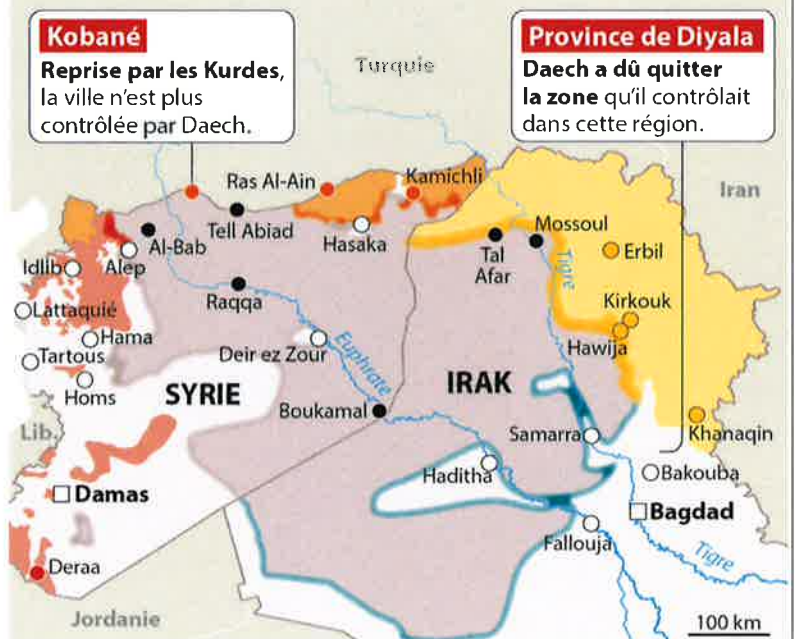 Kobané
Reprise par les Kurdes,
la ville n'est plus
contrôlée par Daech.
Province de Diyala
Daech a dû quitter
la zone qu'il contrôlait
dans cette région.
Turquie
Iran
Ras Al-Ain
Kamichli
Tell Abiad
Hasaka
Al-Bab
Alep
Idlib
Mossoul
Tal
Afar
Tigre
Erbil
Raqqa
Lattaquié
Kirkouk
Hawija
Hama
Tartous
Homs
Deir ez Zour
Euphrate
SYRIE
IRAK
Boukamal
Lib.
Samarra
Khanaqin
Haditha
Bakouba
Damas
Bagdad
Fallouja
Tigre
Deraa
Jordanie
100 km